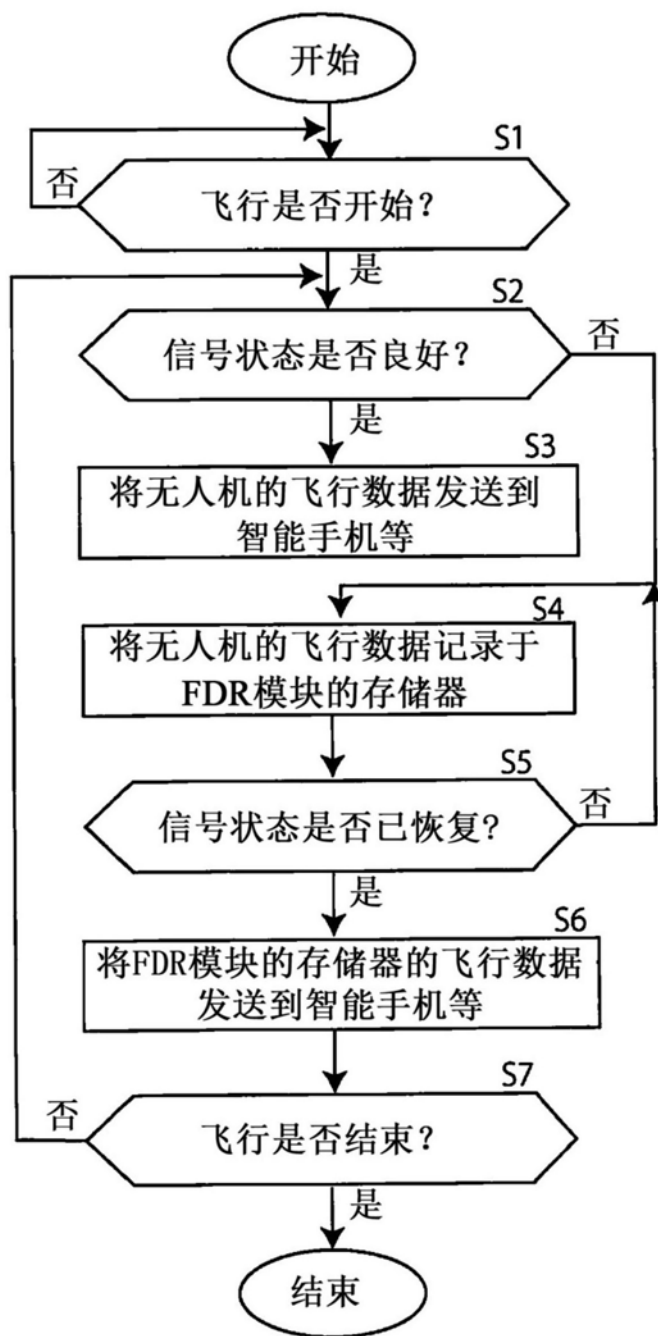 开始
S1
否
飞行是否开始？
是
S2
信号状态是否良好？
否
是
S3
将无人机的飞行数据发送到
智能手机等
S4
将无人机的飞行数据记录于
FDR模块的存储器
S5
信号状态是否已恢复？
否
是
S6
将FDR模块的存储器的飞行数据
发送到智能手机等
S7
否
飞行是否结束？
是
结束